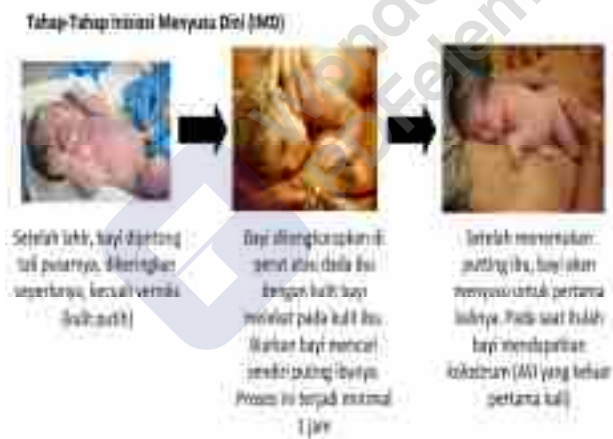 Tahap-Tahap Inisiasi Menyusu Dini (IMD)
Setelah lahir, bayi dipotong
tali pusarnya, dikeringkan
seperlunya, kecuali verniks
(kulit putih)
Bayi ditengkurapkan di
perut atau dada ibu
dengan kulit bayi
melekat pada kulit ibu.
Biarkan bayi mencari
sendiri puting ibunya.
Proses ini terjadi minimal
1 jam
Setelah menemukan
putting ibu, bayi akan
menyusu untuk pertama
kalinya. Pada saat itulah
bayi mendapatkan
kolostrum (ASI yang keluar
pertama kali)